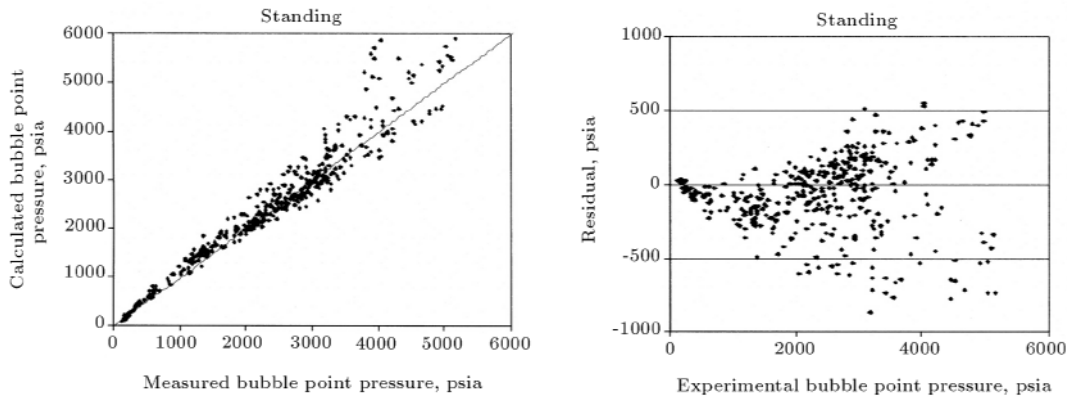 Standing
6000
5000
4000
3000
2000
1000
0
0 1000 2000 3000 4000 5000 6000
Calculated bubble point
pressure, psia
Measured bubble point pressure, psia
Standing
1000
500
0
-500
-1000
0 2000 4000 6000
Residual, psia
Experimental bubble point pressure, psia